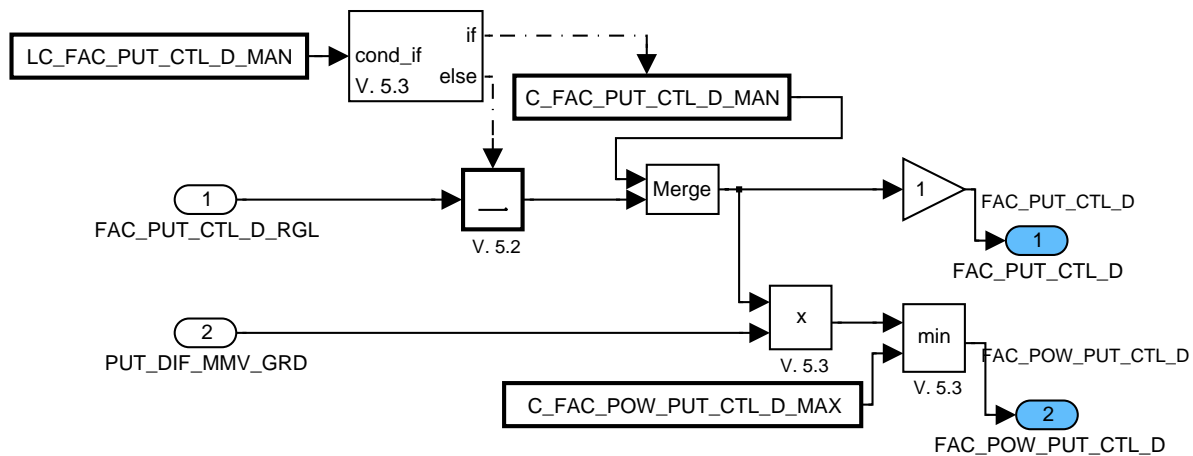 if
LC_FAC_PUT_CTL_D_MAN
cond_if
else
V. 5.3
C_FAC_PUT_CTL_D_MAN
Merge
1
1
FAC_PUT_CTL_D
FAC_PUT_CTL_D_RGL
V. 5.2
1
FAC_PUT_CTL_D
x
2
min
PUT_DIF_MMV_GRD
FAC_POW_PUT_CTL_D
V. 5.3
V. 5.3
C_FAC_POW_PUT_CTL_D_MAX
2
FAC_POW_PUT_CTL_D